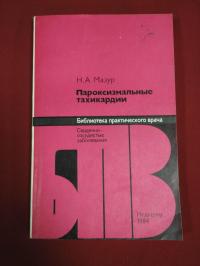 Н.А. Мазур
Пароксизмальные
тахикардии
Библиотека практического врача
Сердечно-
сосудистые
заболевания
БПВ
Медицина
1984